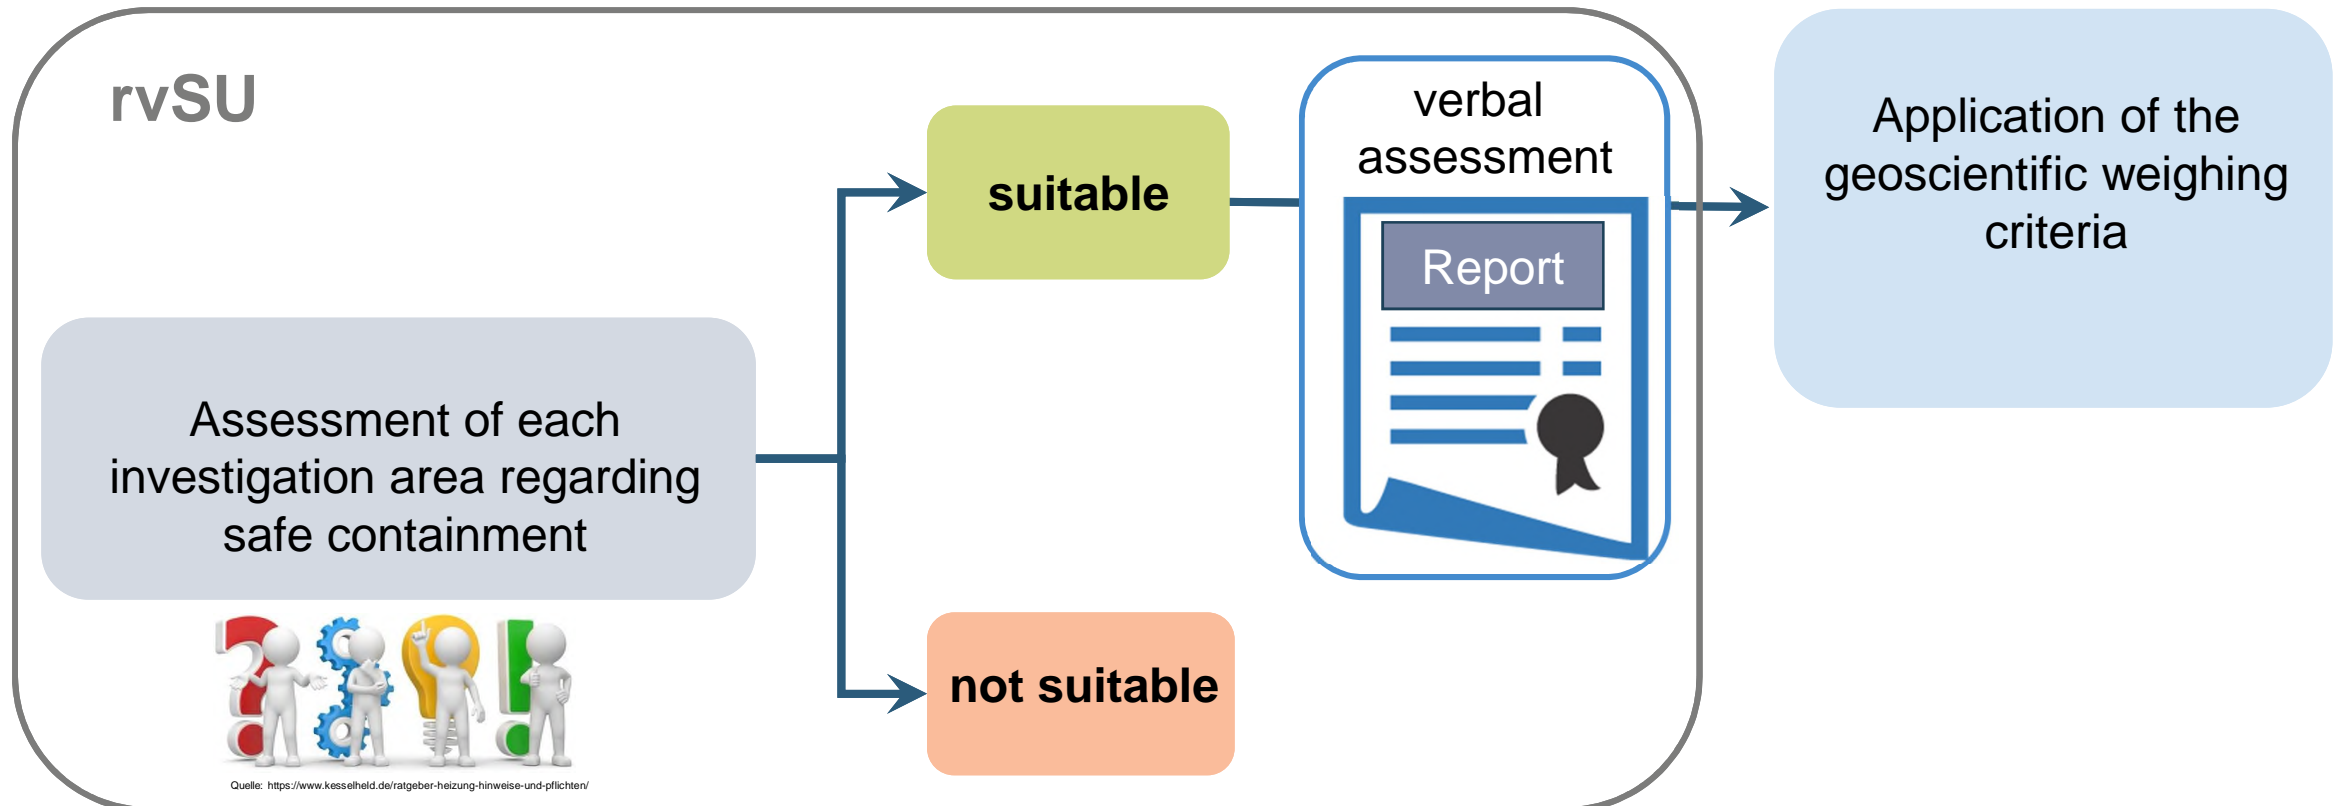 rvSU
Assessment of each
investigation area regarding
safe containment
suitable
not suitable
verbal
assessment
Report
Application of the
geoscientific weighing
criteria
Quelle: https://www.kesselheld.de/ratgeber-heizung-hinweise-und-pflichten/